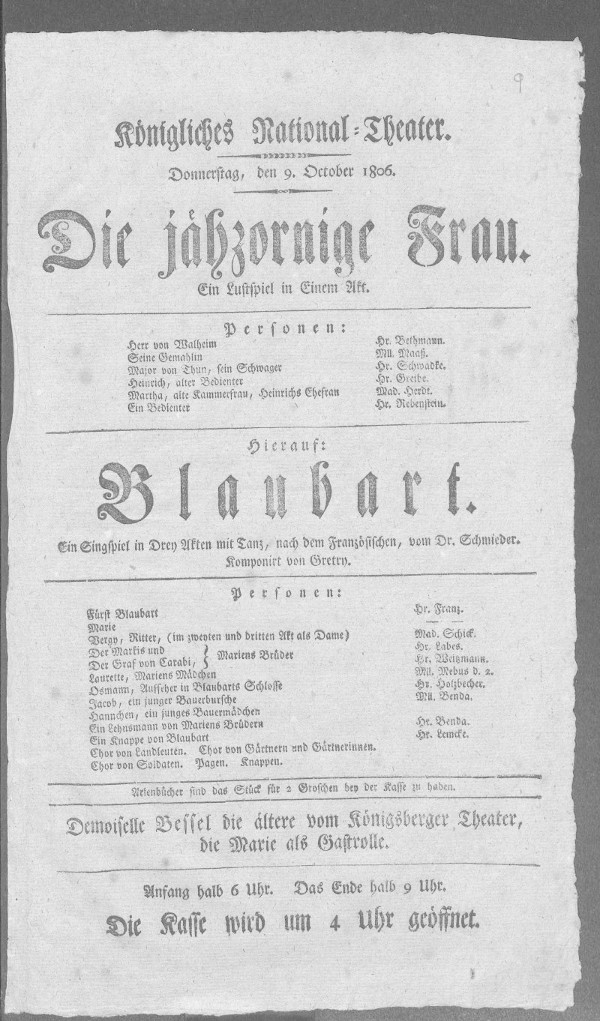 9
Königliches National-Theater.
Donnerstag, den 9. October 1806.
Die jähzornige Frau.
Ein Lustspiel in Einem Akt.
Personen:
Herr von Walheim Hr. Bethmann.
Seine Gemahlin Mll. Maaß.
Major von Thun, sein Schwager Hr. Schwadke.
Heinrich, alter Bedienter Hr. Greibe.
Martha, alte Kammerfrau, Heinrichs Ehefrau Mad. Herdt.
Ein Bedienter Hr. Rebenstein.
Hierauf:
Blaubart.
Ein Singspiel in Drey Akten mit Tanz, nach dem Französischen, vom Dr. Schmieder.
Komponirt von Gretry.
Personen:
Fürst Blaubart Hr. Franz.
Marie — —
Vergy, Ritter, (im zweyten und dritten Akt als Dame) Mad. Schick.
Der Markis und } Mariens Brüder Hr. Labes.
Der Graf von Carabi, Hr. Weitzmann.
Laurette, Mariens Mädchen Mll. Mebus d. 2.
Osmann, Aufseher in Blaubarts Schlosse Hr. Holzbecher.
Jacob, ein junger Bauerbursche Mll. Benda.
Hannchen, ein junges Bauermädchen
Ein Lehnsmann von Mariens Brüdern Hr. Benda.
Ein Knappe von Blaubart Hr. Lemcke.
Chor von Landleuten. Chor von Gärtnern und Gärtnerinnen.
Chor von Soldaten. Pagen. Knappen.
Arienbücher sind das Stück für 2 Groschen bey der Kasse zu haben.
Demoiselle Bessel die ältere vom Königsberger Theater,
die Marie als Gastrolle.
Anfang halb 6 Uhr. Das Ende halb 9 Uhr.
Die Kasse wird um 4 Uhr geöffnet.